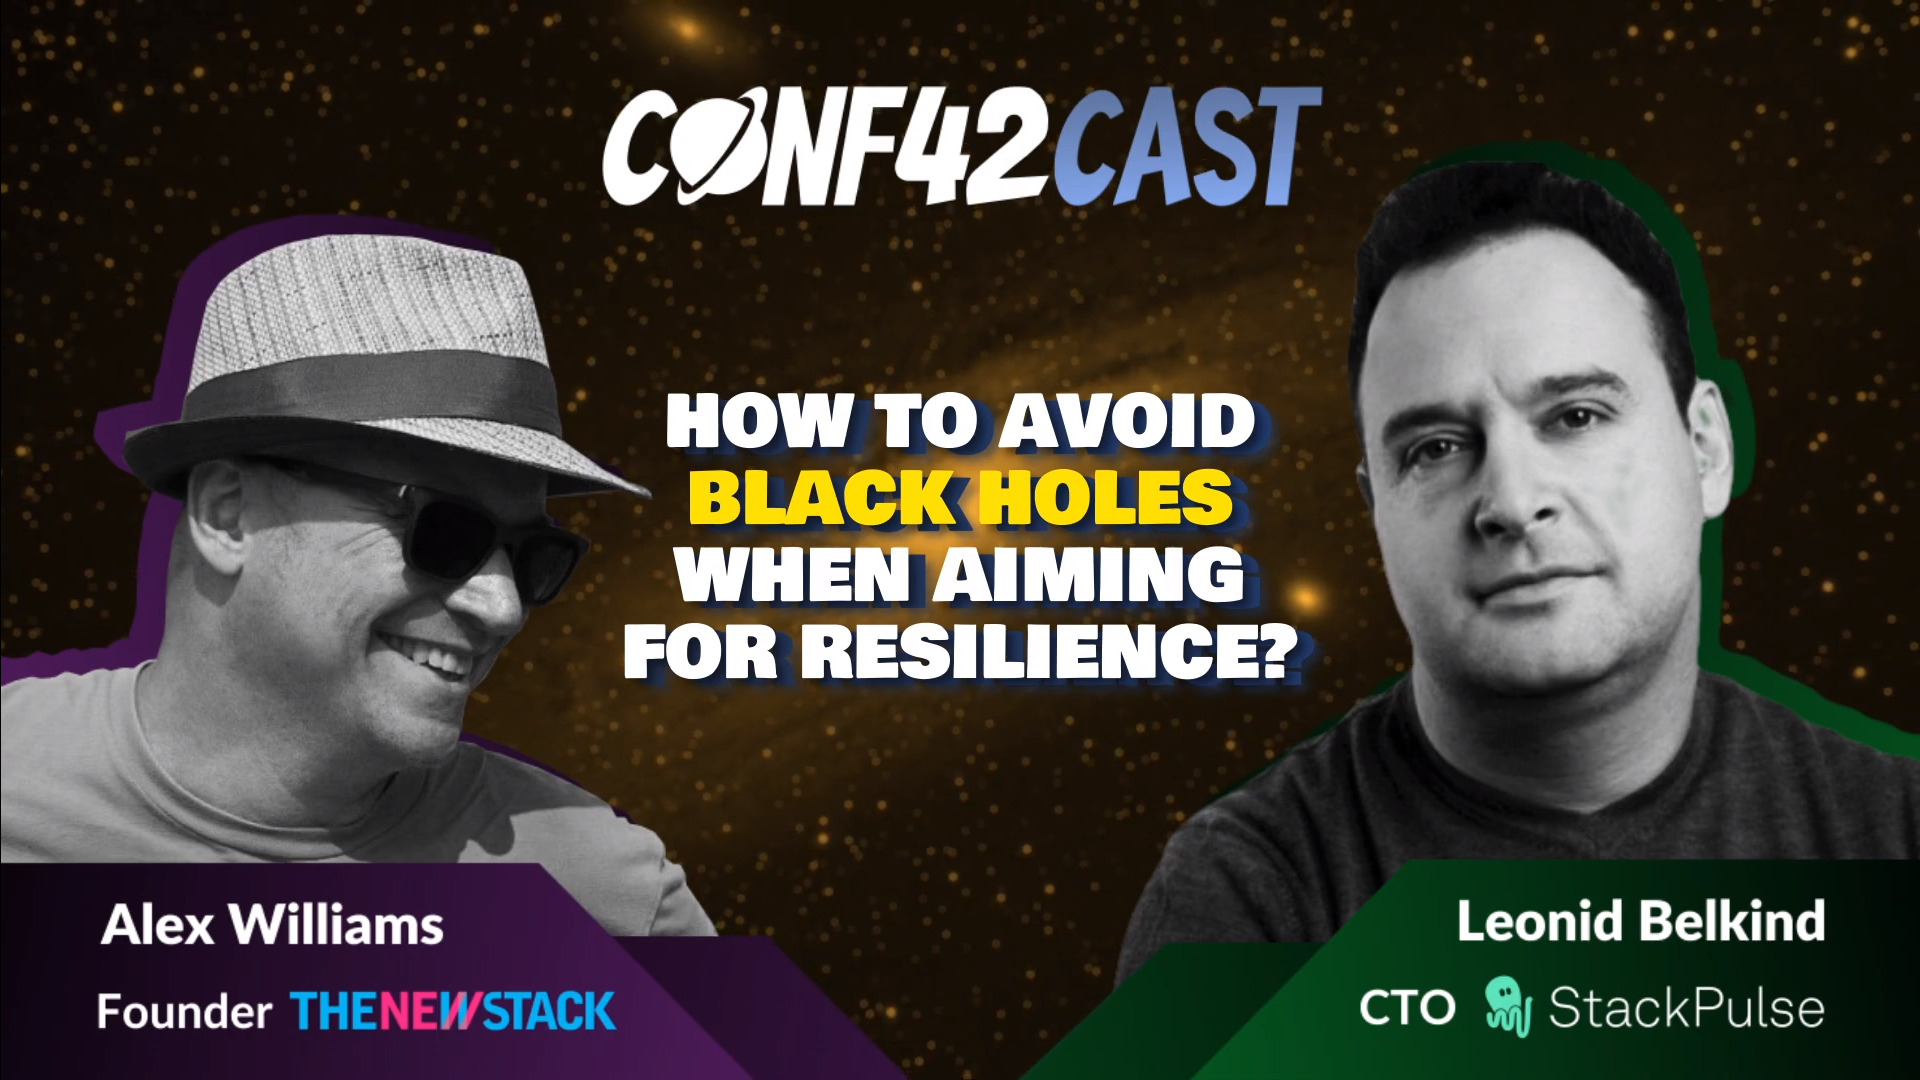 CONF42CAST
HOW TO AVOID
BLACK HOLES
WHEN AIMING
FOR RESILIENCE?
Alex Williams
Founder THENEWSTACK
Leonid Belkind
CTO StackPulse